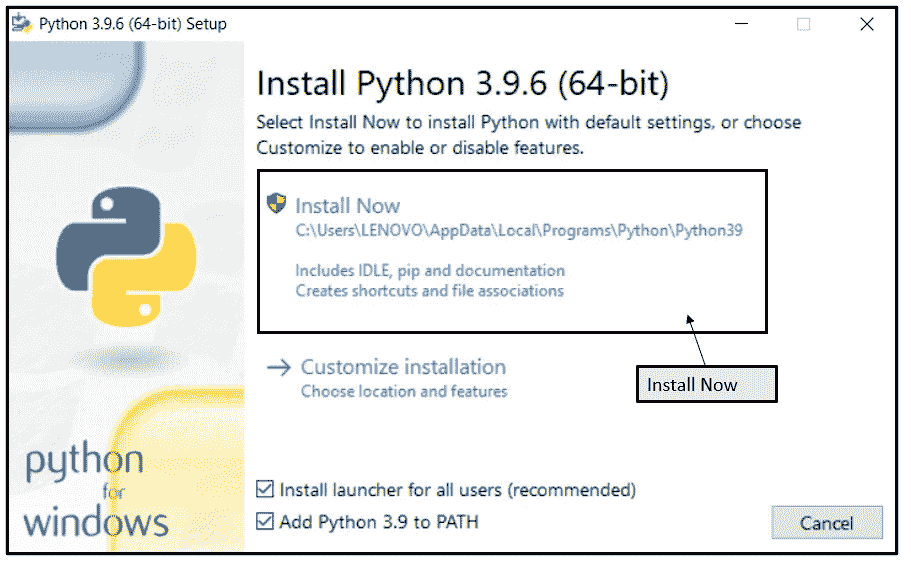 Python 3.9.6 (64-bit) Setup
Install Python 3.9.6 (64-bit)
Select Install Now to install Python with default settings, or choose
Customize to enable or disable features.
Install Now
C:\Users\LENOVO\AppData\Local\Programs\Python\Python39
Includes IDLE, pip and documentation
Creates shortcuts and file associations
Customize installation
Choose location and features
Install Now
python
for
windows
Install launcher for all users (recommended)
Add Python 3.9 to PATH
Cancel